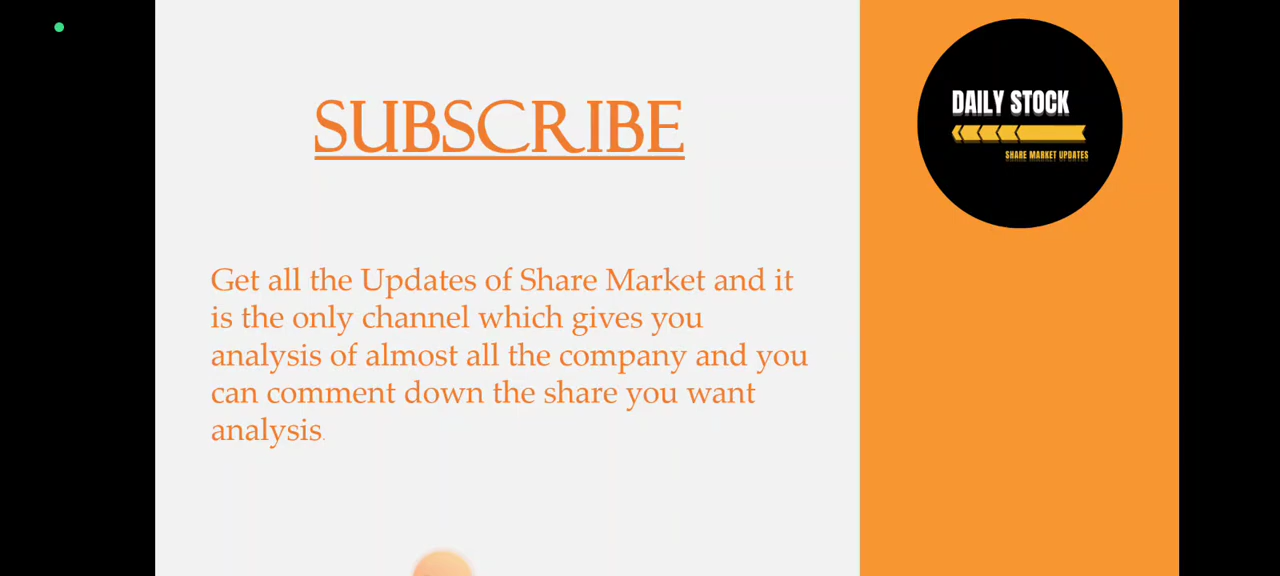 SUBSCRIBE
Get all the Updates of Share Market and it
is the only channel which gives you
analysis of almost all the company and you
can comment down the share you want
analysis.
DAILY STOCK
SHARE MARKET UPDATES